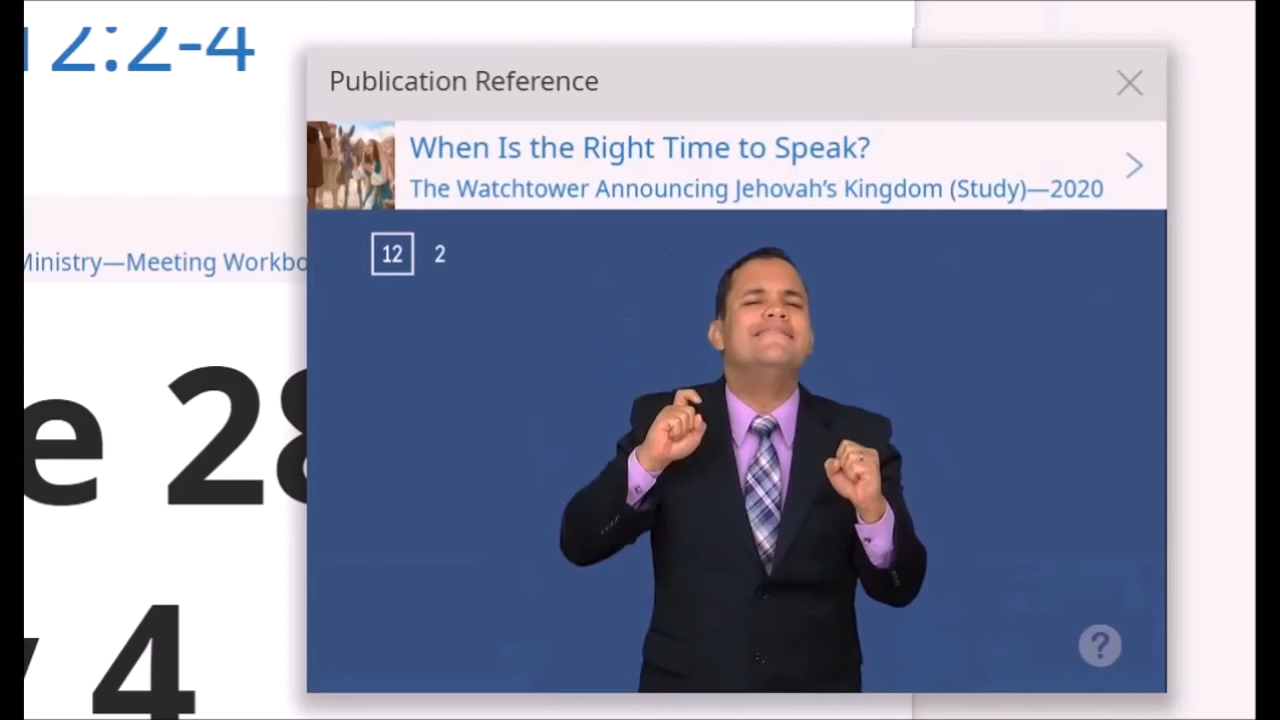 12:2-4
Publication Reference
When Is the Right Time to Speak?
The Watchtower Announcing Jehovah's Kingdom (Study)—2020
12 2
Ministry—Meeting Workbo
e 28
4
?